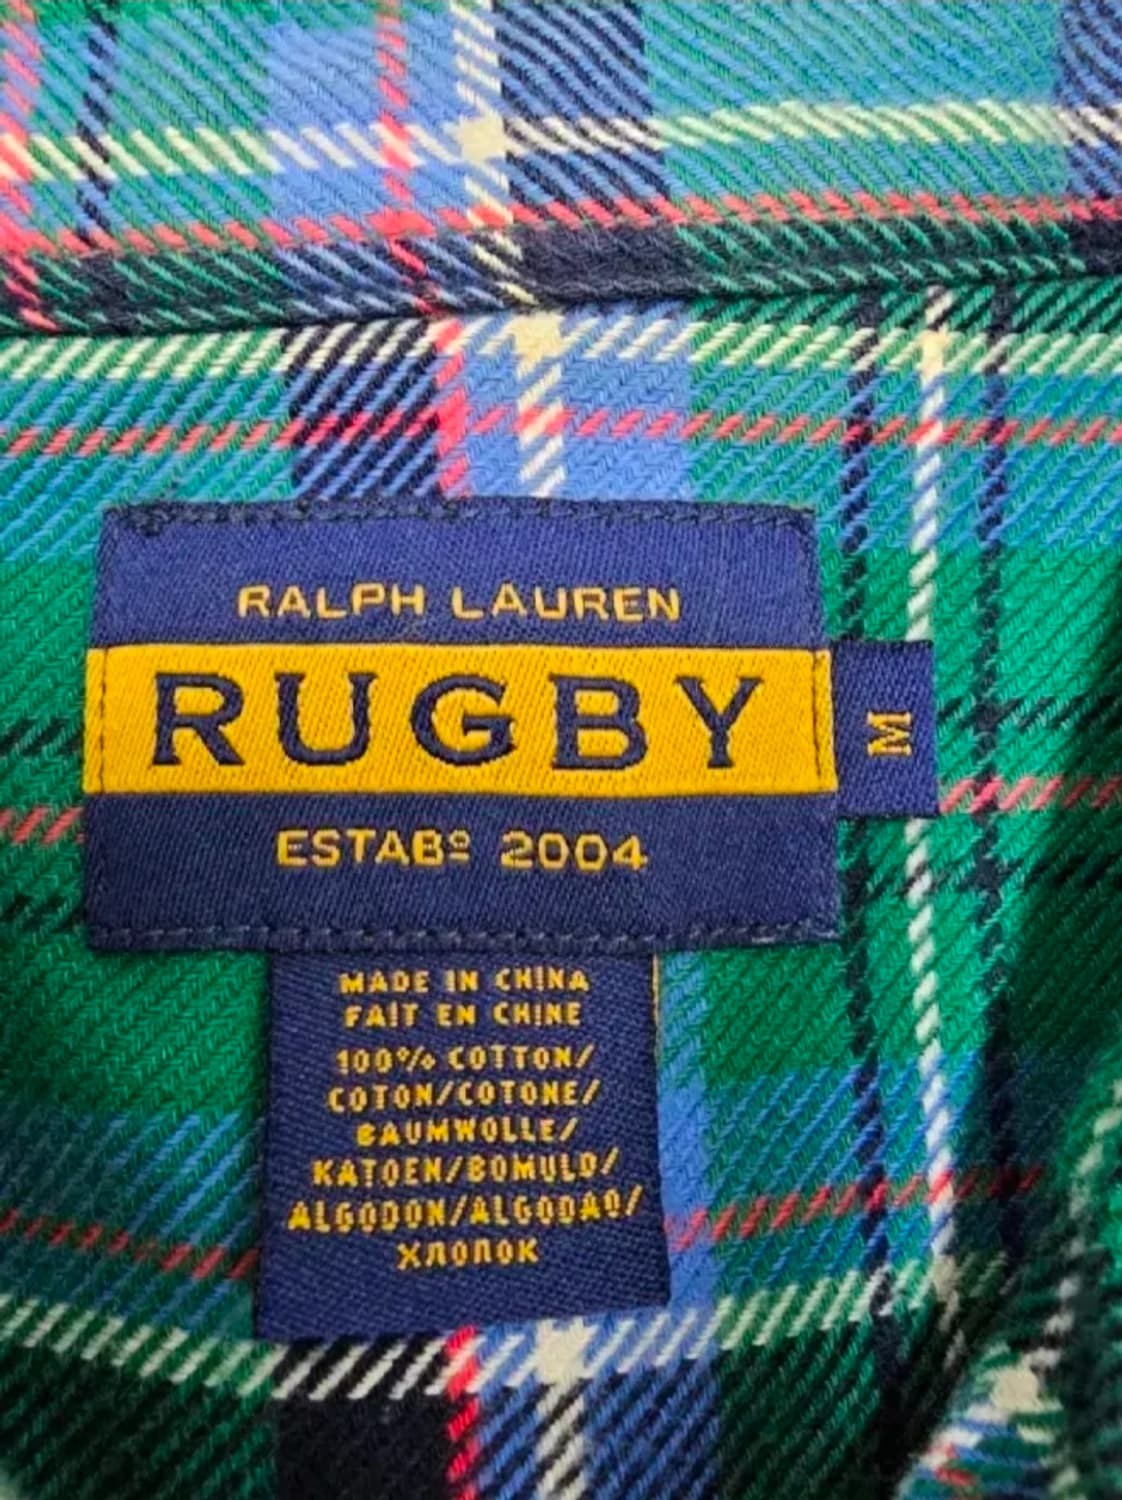 RALPH LAUREN
RUGBY
M
ESTABº 2004
MADE IN CHINA
FAIT EN CHINE
100% COTTON/
COTON/COTONE/
BAUMWOLLE/
KATOEN/BOMULD/
ALGODON/ALGODAO/
ХЛОПОК